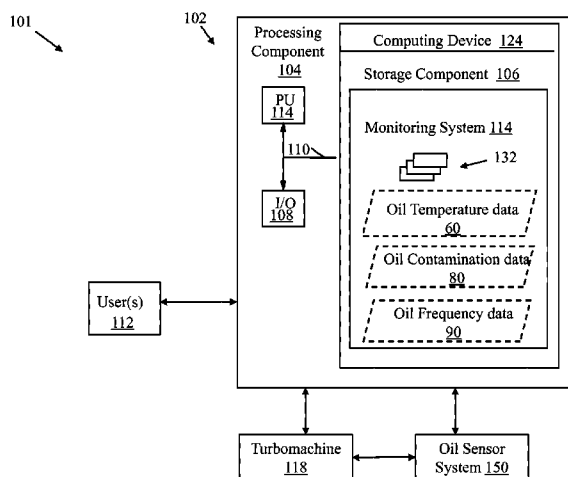 101
102
Processing
Component
104
PU
114
110
I/O
108
Computing Device 124
Storage Component 106
Monitoring System 114
132
Oil Temperature data
60
Oil Contamination data
80
Oil Frequency data
90
User(s)
112
Turbomachine
118
Oil Sensor
System 150